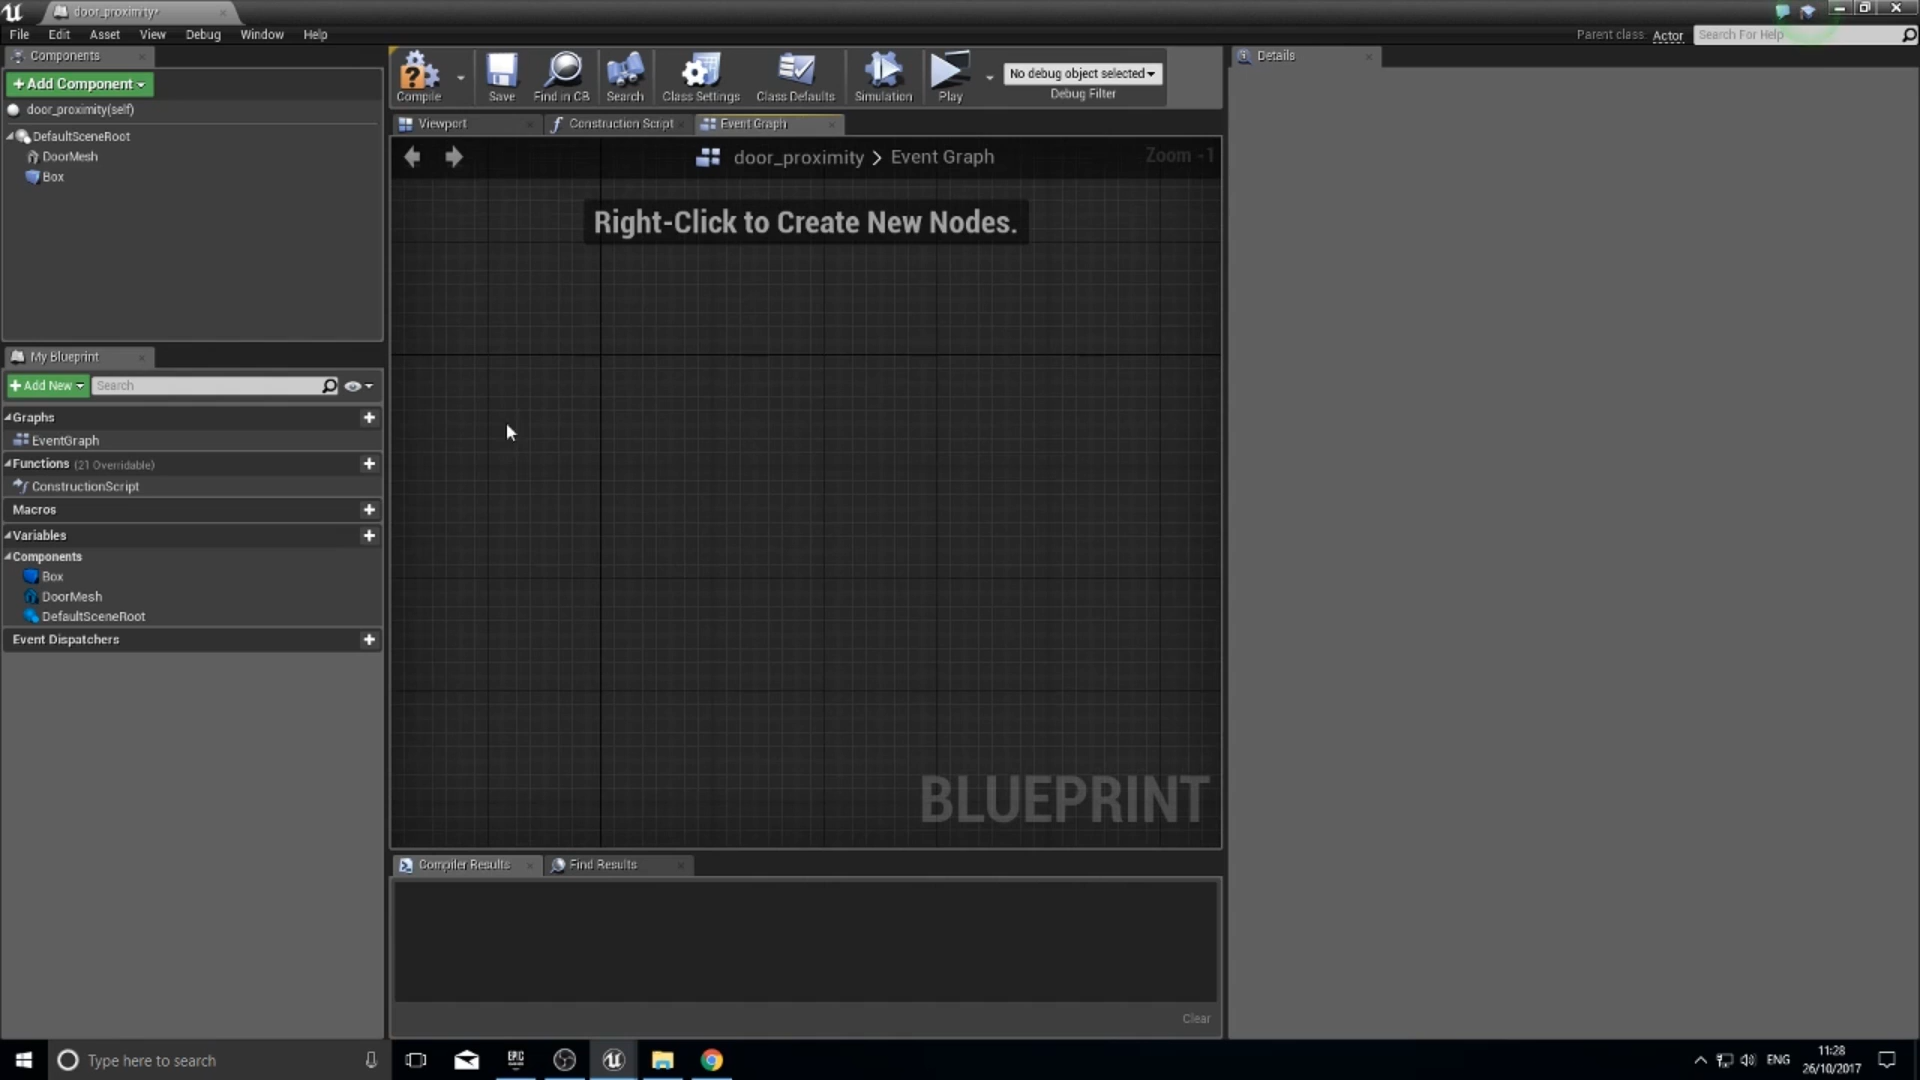 door_proximity*
File Edit Asset View Debug Window Help
Parent class: Actor
Search For Help
Components
+Add Component
door_proximity(self)
DefaultSceneRoot
DoorMesh
Box
My Blueprint
+Add New
Search
Graphs
EventGraph
Functions (21 Overridable)
ConstructionScript
Macros
Variables
Components
Box
DoorMesh
DefaultSceneRoot
Event Dispatchers
Compile
Save
Find in CB
Search
Class Settings
Class Defaults
Simulation
Play
No debug object selected
Debug Filter
Viewport
Construction Script
Event Graph
door_proximity > Event Graph
Zoom -1
Right-Click to Create New Nodes.
BLUEPRINT
Compiler Results
Find Results
Clear
Details
Type here to search
EPIC
ENG
11:28
26/10/2017